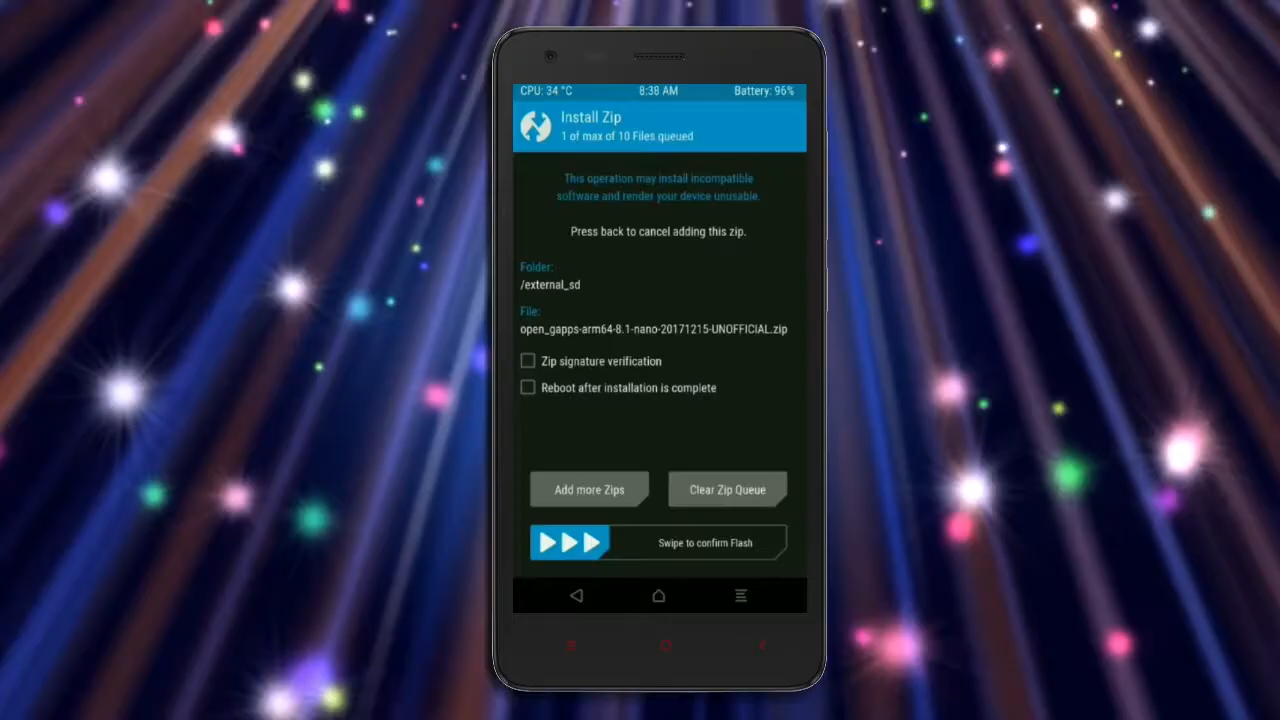 CPU: 34 °C 8:38 AM Battery: 96%
Install Zip
1 of max of 10 Files queued
This operation may install incompatible
software and render your device unusable.
Press back to cancel adding this zip.
Folder:
/external_sd
File:
open_gapps-arm64-8.1-nano-20171215-UNOFFICIAL.zip
Zip signature verification
Reboot after installation is complete
Add more Zips Clear Zip Queue
Swipe to confirm Flash